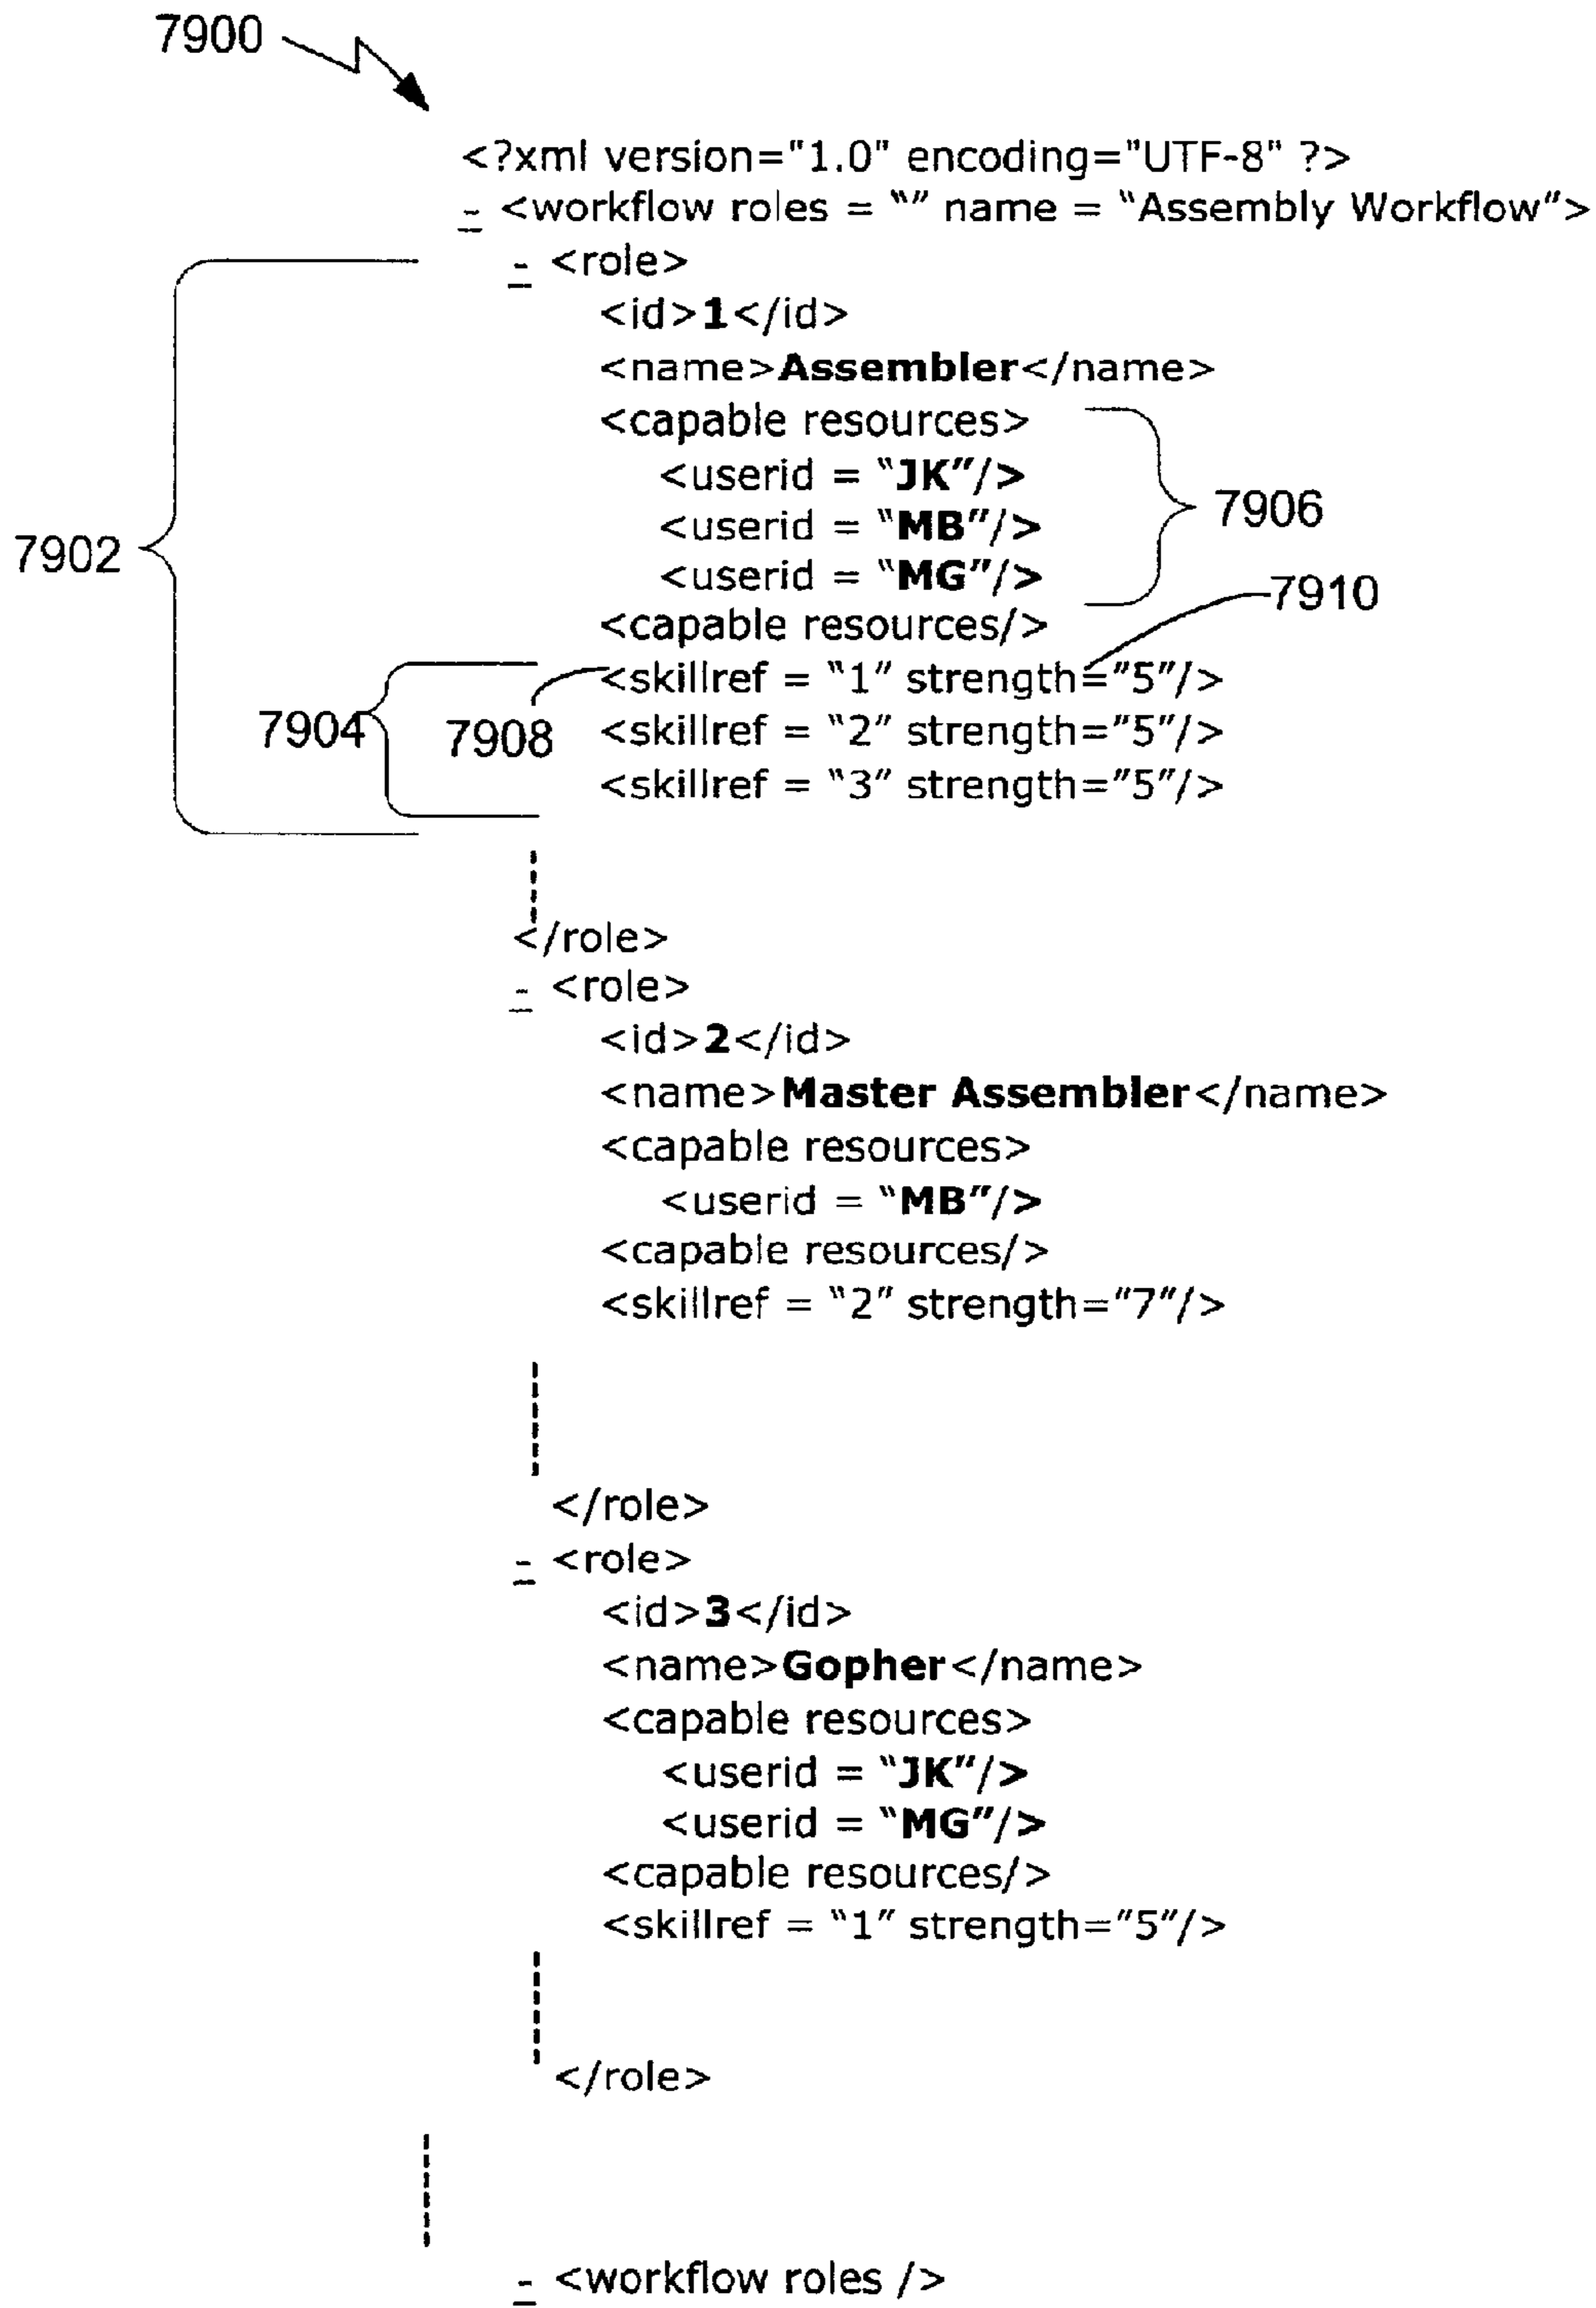 7900
<?xml version="1.0" encoding="UTF-8" ?>
- <workflow roles = “” name = “Assembly Workflow”>
- <role>
<id>1</id>
<name>Assembler</name>
<capable resources>
<userid = “JK”/>
<userid = “MB”/>
<userid = “MG”/>
<capable resources/>
<skillref = “1” strength=”5”/>
<skillref = “2” strength=”5”/>
<skillref = “3” strength=”5”/>
7902
7904
7906
7908
7910
</role>
- <role>
<id>2</id>
<name>Master Assembler</name>
<capable resources>
<userid = “MB”/>
<capable resources/>
<skillref = “2” strength=”7”/>
</role>
- <role>
<id>3</id>
<name>Gopher</name>
<capable resources>
<userid = “JK”/>
<userid = “MG”/>
<capable resources/>
<skillref = “1” strength=”5”/>
</role>
- <workflow roles />